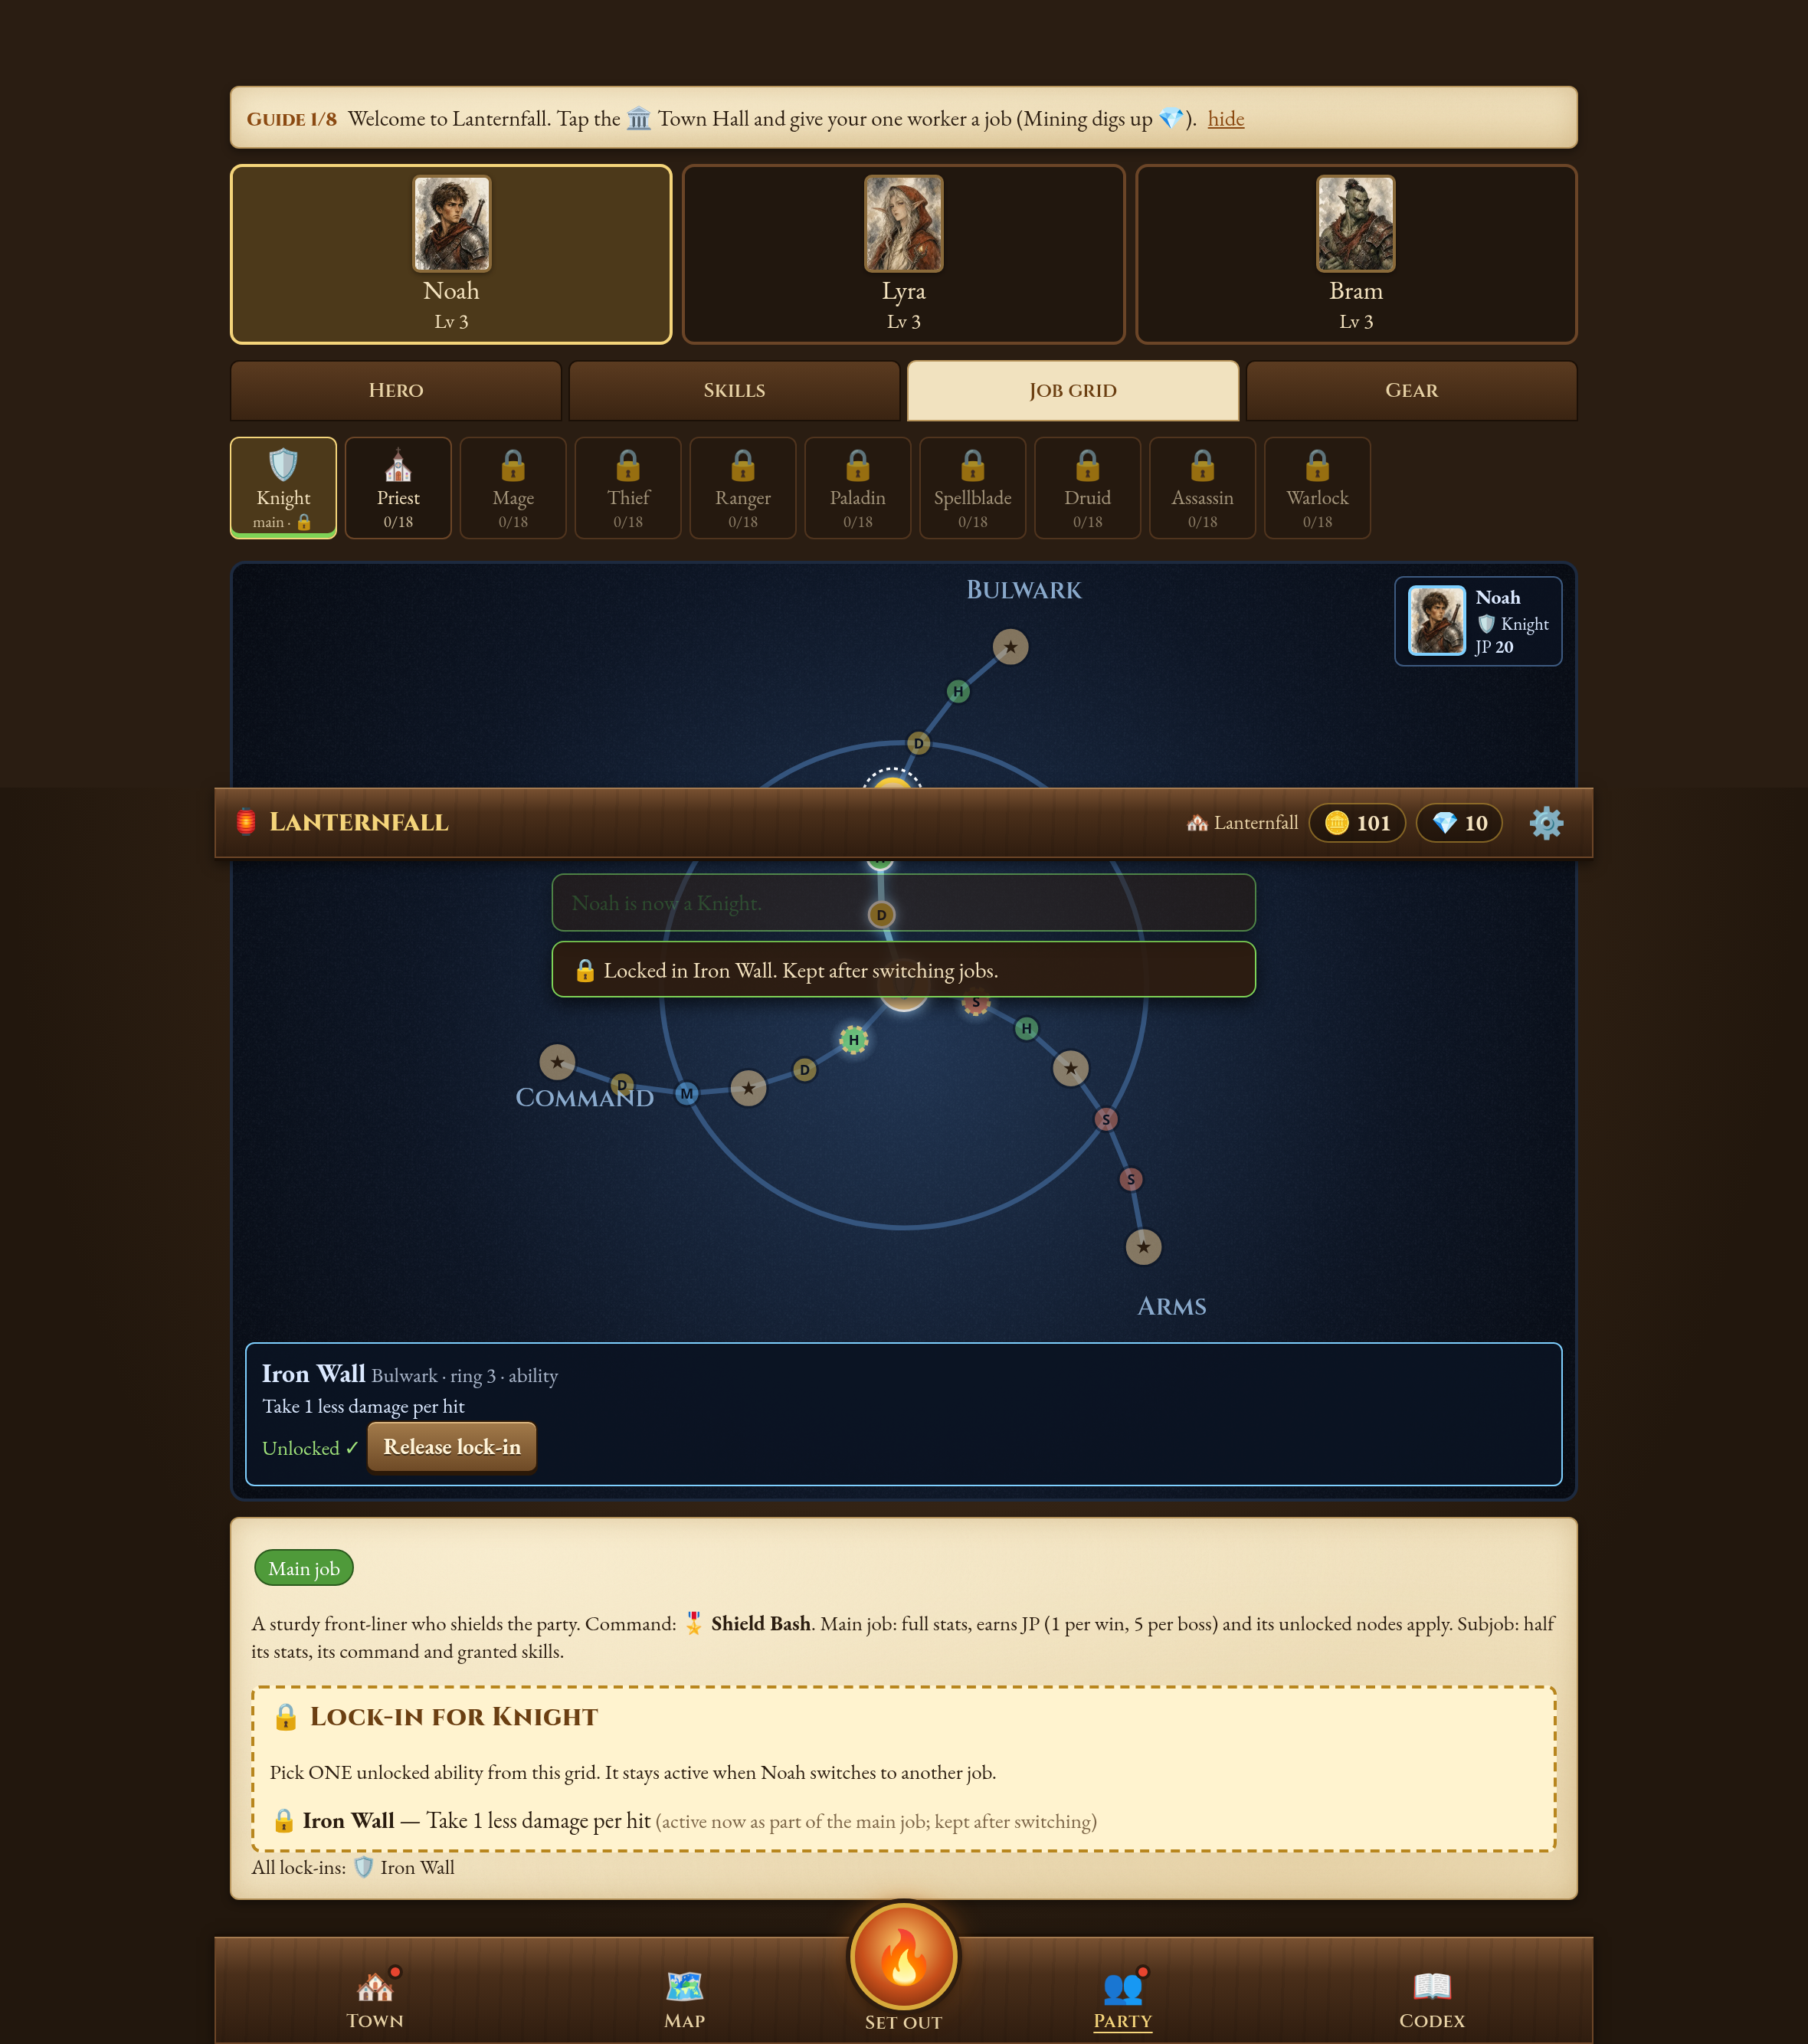 Guide 1/8 Welcome to Lanternfall. Tap the 🏛️ Town Hall and give your one worker a job (Mining digs up 💎). hide
Noah
Lv 3
Lyra
Lv 3
Bram
Lv 3
Hero
Skills
Job grid
Gear
Knight
main · 🔒
Priest
0/18
Mage
0/18
Thief
0/18
Ranger
0/18
Paladin
0/18
Spellblade
0/18
Druid
0/18
Assassin
0/18
Warlock
0/18
Bulwark
Noah
🛡️ Knight
JP 20
★
H
D
Lanternfall
Lanternfall
101
10
Noah is now a Knight.
D
🔒 Locked in Iron Wall. Kept after switching jobs.
S
H
H
★
D
★
D
M
★
Command
S
S
★
Arms
Iron Wall Bulwark · ring 3 · ability
Take 1 less damage per hit
Unlocked ✓ Release lock-in
Main job
A sturdy front-liner who shields the party. Command: 🎖️ Shield Bash. Main job: full stats, earns JP (1 per win, 5 per boss) and its unlocked nodes apply. Subjob: half
its stats, its command and granted skills.
🔒 Lock-in for Knight
Pick ONE unlocked ability from this grid. It stays active when Noah switches to another job.
🔒 Iron Wall — Take 1 less damage per hit (active now as part of the main job; kept after switching)
All lock-ins: 🛡️ Iron Wall
Town
Map
Set out
Party
Codex